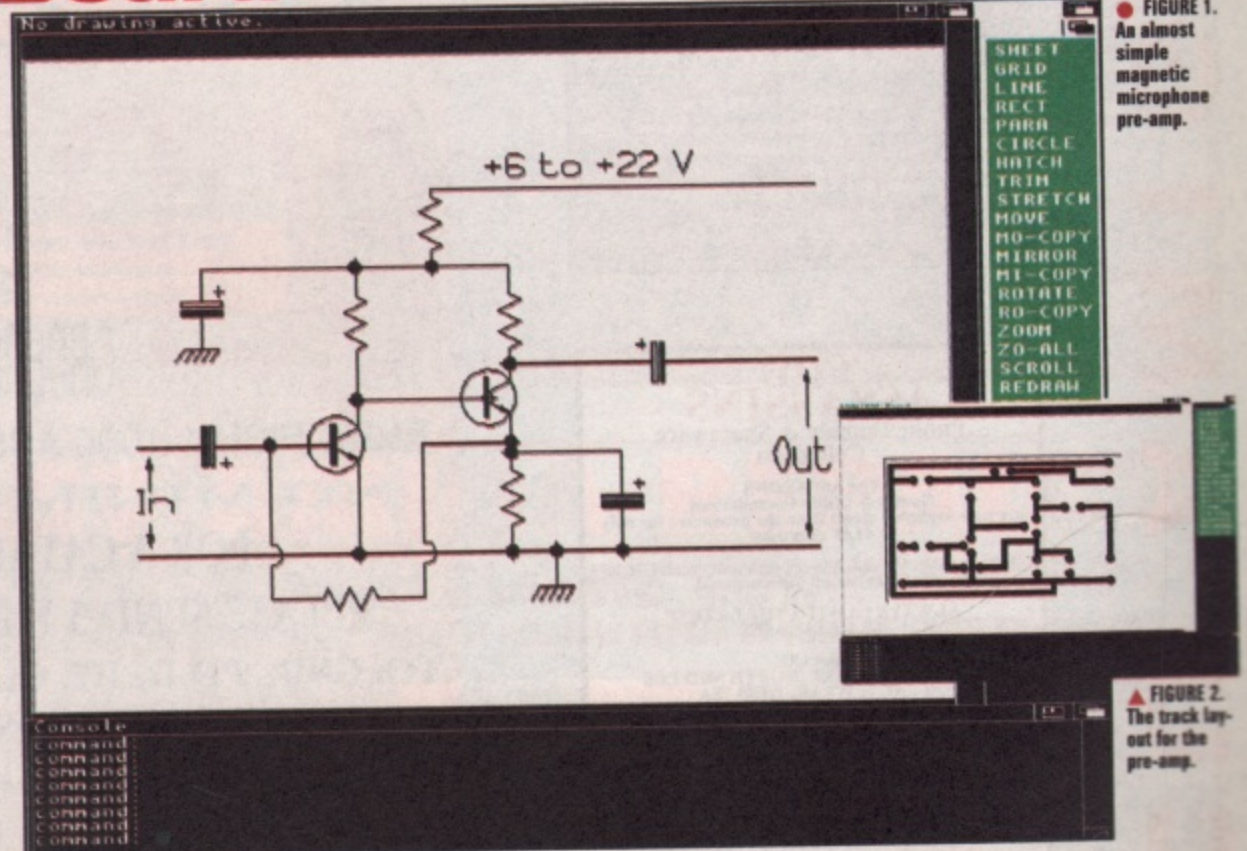 No drawing active.
SHEET
GRID
LINE
RECT
PARA
CIRCLE
HATCH
TRIM
STRETCH
MOVE
MO-COPY
MIRROR
MI-COPY
ROTATE
RO-COPY
ZOOM
ZO-ALL
SCROLL
REDRAW
FIGURE 1.
An almost
simple
magnetic
microphone
pre-amp.
+6 to +22 V
+
+
+
+
In
Out
FIGURE 2.
The track lay-
out for the
pre-amp.
Console
command:
command:
command:
command:
command:
command:
command:
command: